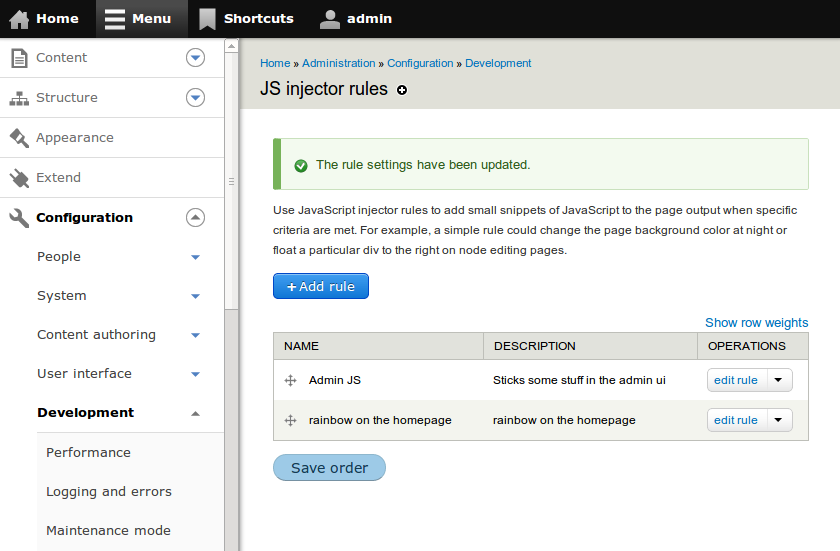 Home Menu Shortcuts admin
Content
Structure
Appearance
Extend
Configuration
People
System
Content authoring
User interface
Development
Performance
Logging and errors
Maintenance mode
Home » Administration » Configuration » Development
JS injector rules
The rule settings have been updated.
Use JavaScript injector rules to add small snippets of JavaScript to the page output when specific
criteria are met. For example, a simple rule could change the page background color at night or
float a particular div to the right on node editing pages.
+ Add rule
Show row weights
NAME DESCRIPTION OPERATIONS
Admin JS Sticks some stuff in the admin ui edit rule
rainbow on the homepage rainbow on the homepage edit rule
Save order